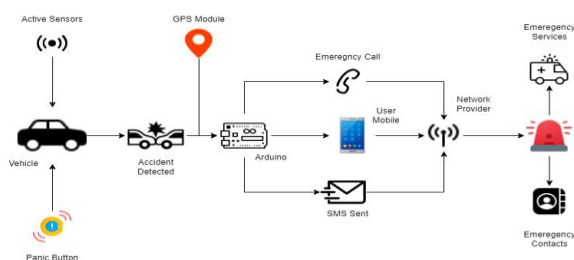 Active Sensors
GPS Module
Emeregncy Call
Emeregency
Services
User
Mobile
Network
Provider
Vehicle
Accident
Detected
Arduino
SMS Sent
Panic Button
Emeregency
Contacts